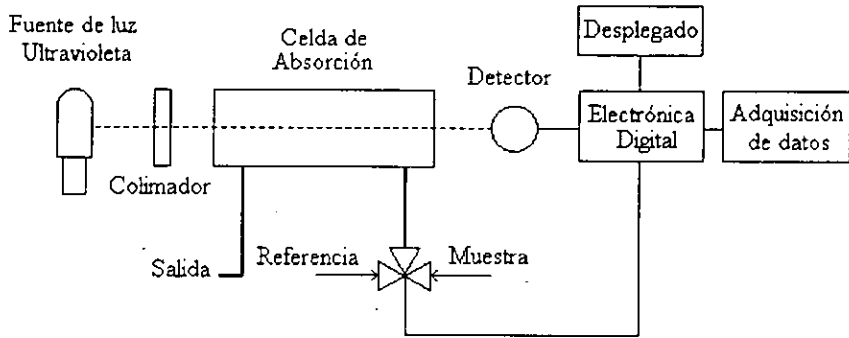 Fuente de luz
Ultravioleta
Celda de
Absorción
Detector
Desplegado
Electrónica
Digital
Adquisición
de datos
Colimador
Salida
Referencia
Muestra